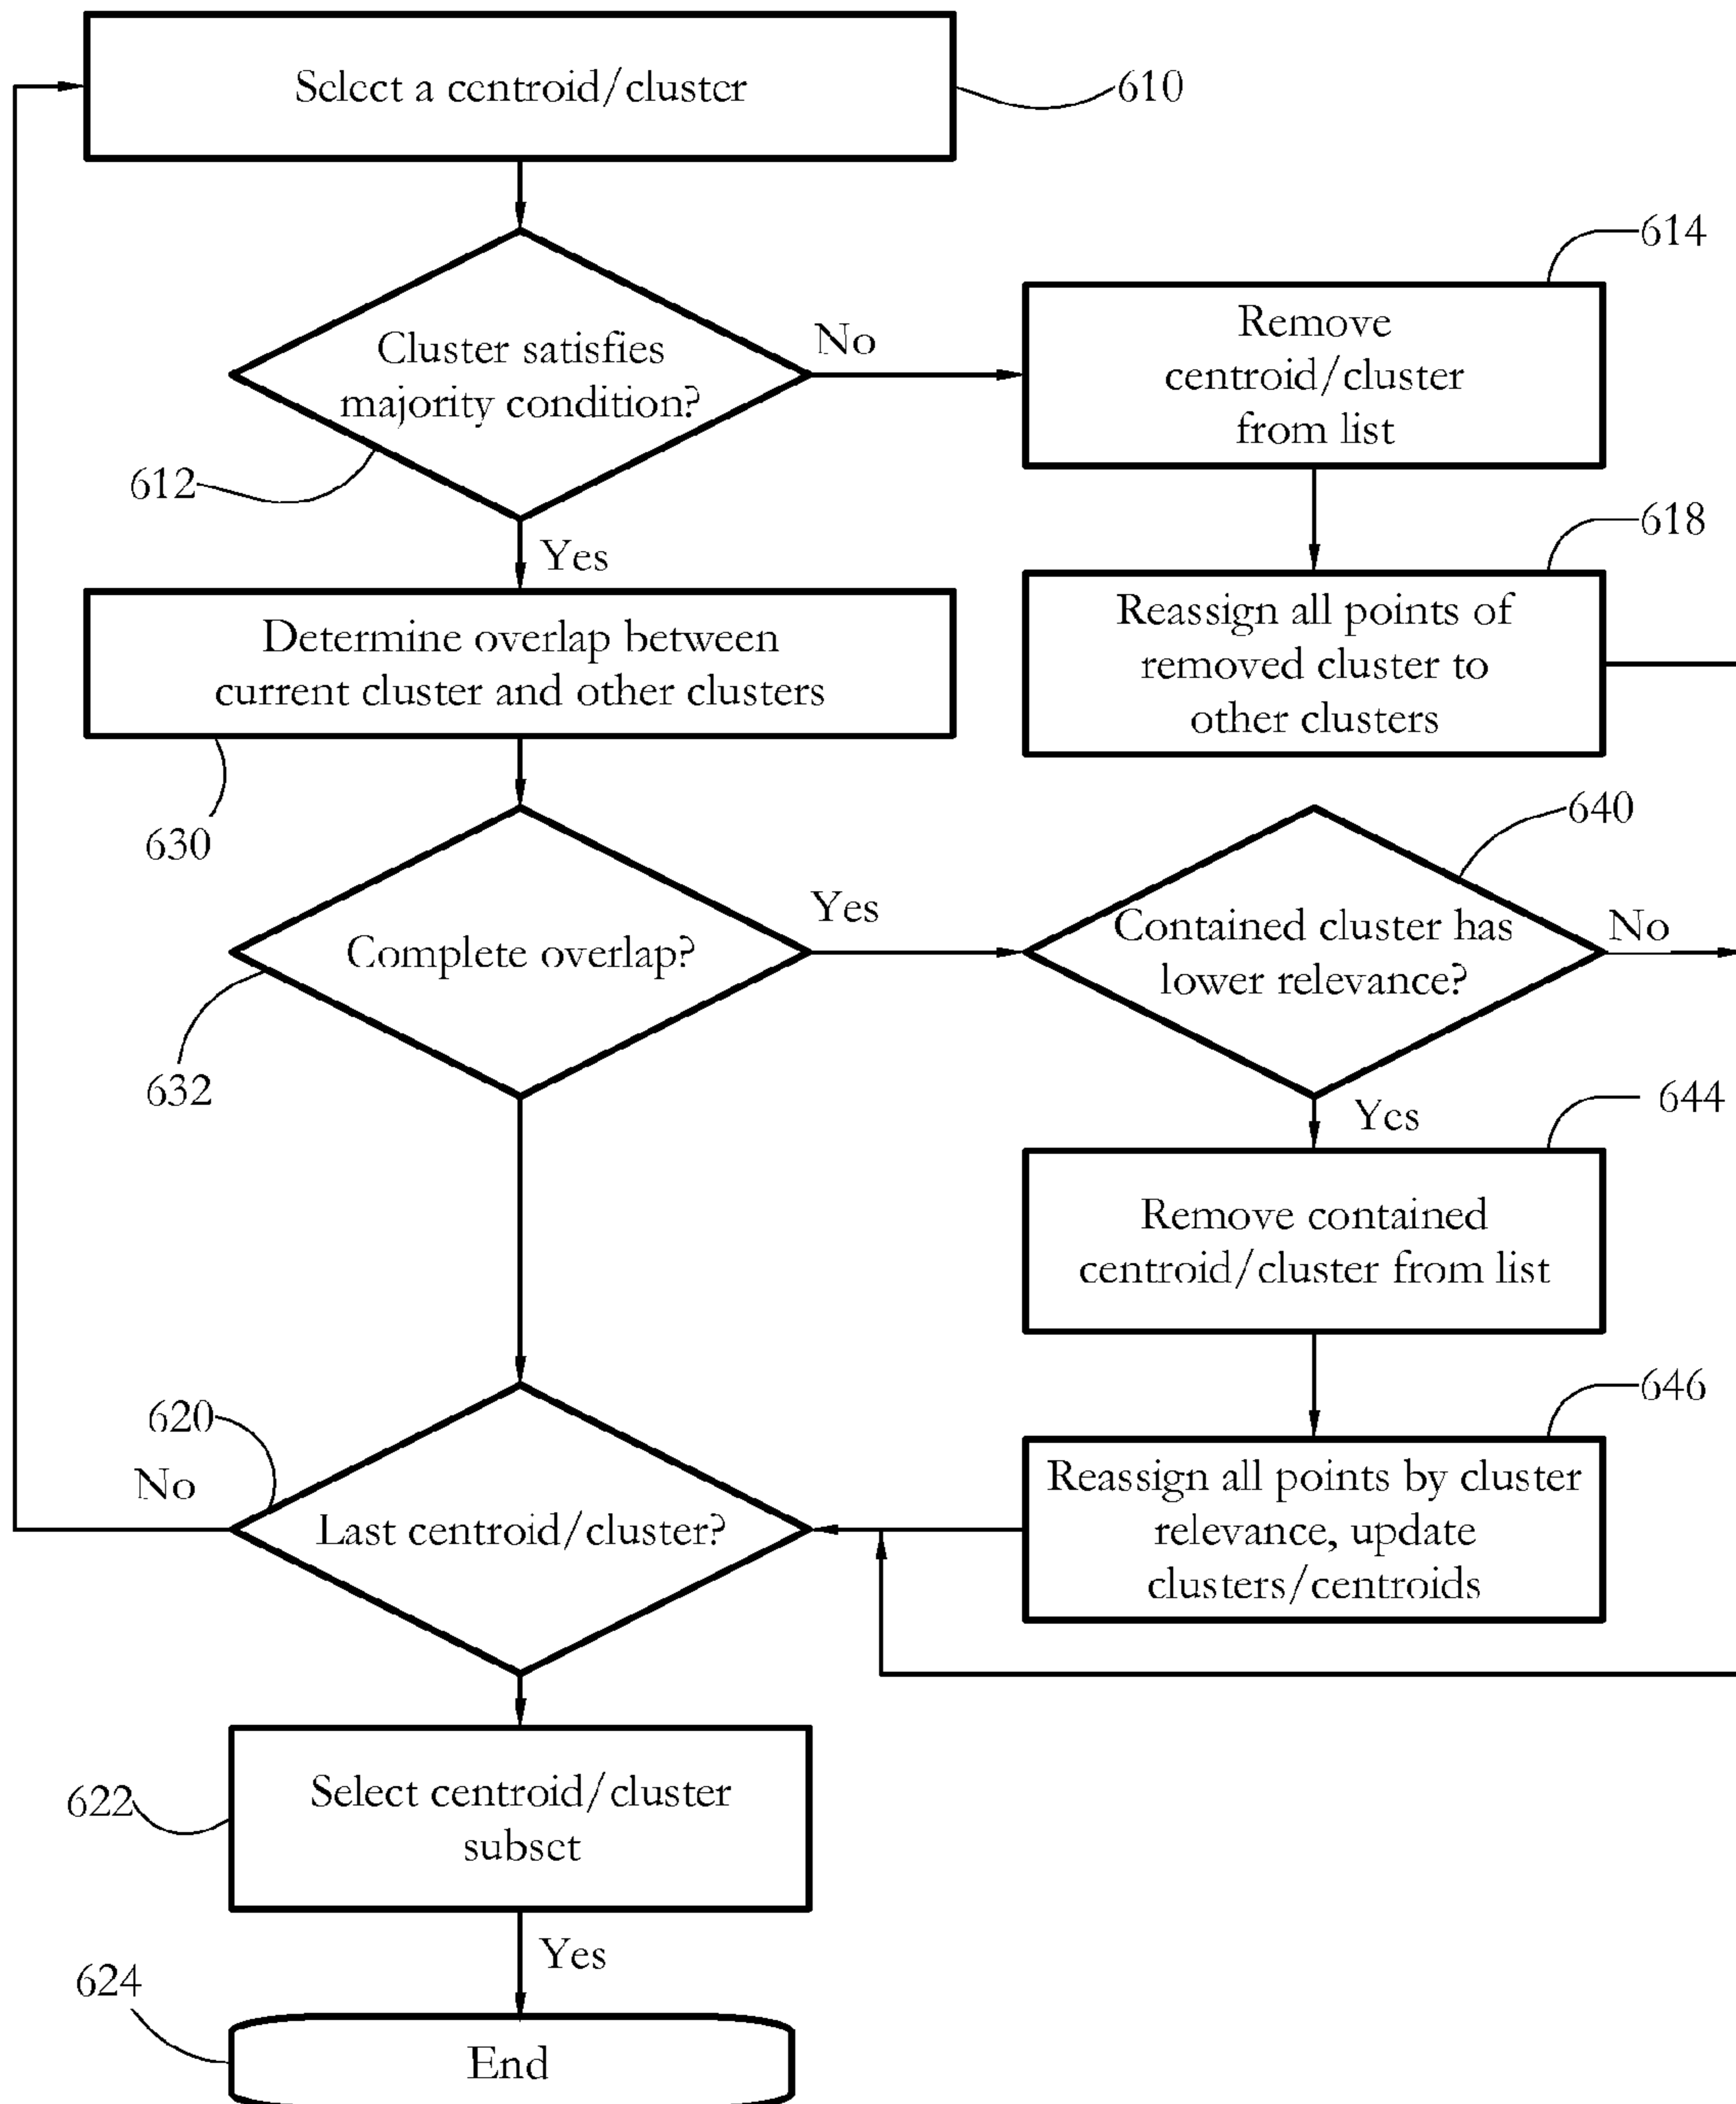 Select a centroid/cluster
610
614
Remove
centroid/cluster
from list
No
Cluster satisfies
majority condition?
612
618
Yes
Reassign all points of
removed cluster to
other clusters
Determine overlap between
current cluster and other clusters
630
640
Yes
Contained cluster has
lower relevance?
No
Complete overlap?
632
644
Yes
Remove contained
centroid/cluster from list
646
620
No
Last centroid/cluster?
Reassign all points by cluster
relevance, update
clusters/centroids
Select centroid/cluster
subset
622
Yes
624
End